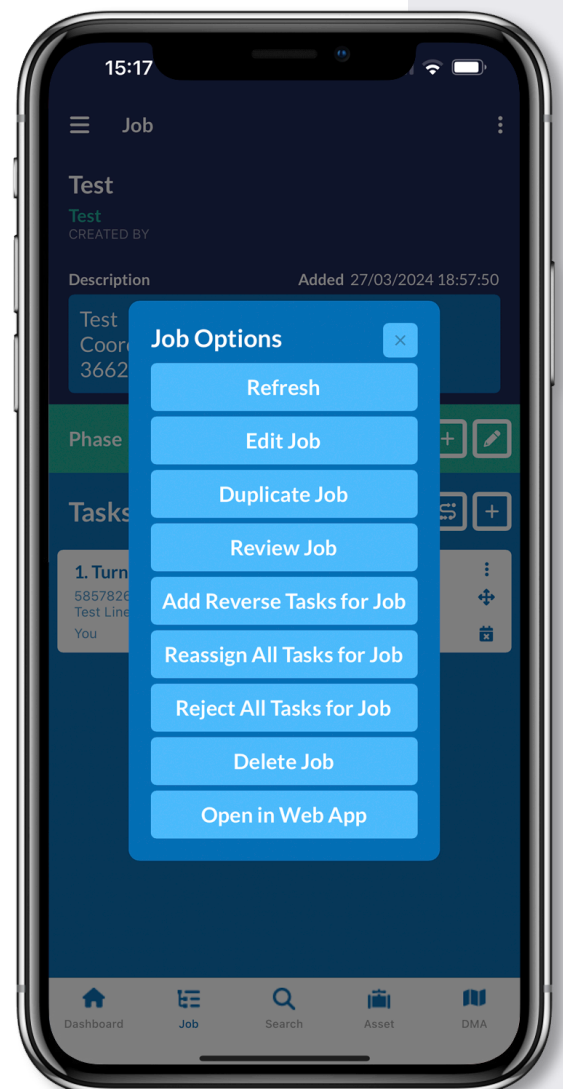 15:17
Job
Test
Test
CREATED BY
Description
Added 27/03/2024 18:57:50
Test
Coor
3662
Job Options
Refresh
Edit Job
Duplicate Job
Review Job
Add Reverse Tasks for Job
Reassign All Tasks for Job
Reject All Tasks for Job
Delete Job
Open in Web App
Phase
Tasks
1. Turn
5857826
Test Line
You
Dashboard
Job
Search
Asset
DMA